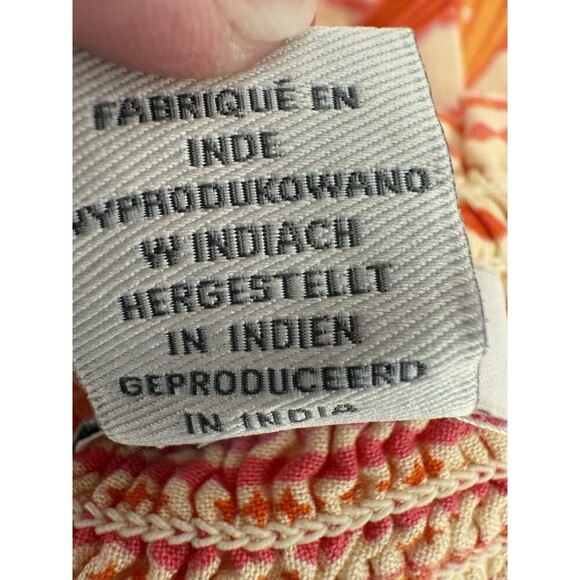 FABRIQUÉ EN
INDE
WYPRODUKOWANO
W INDIACH
HERGESTELLT
IN INDIEN
GEPRODUCEERD
IN INDIA